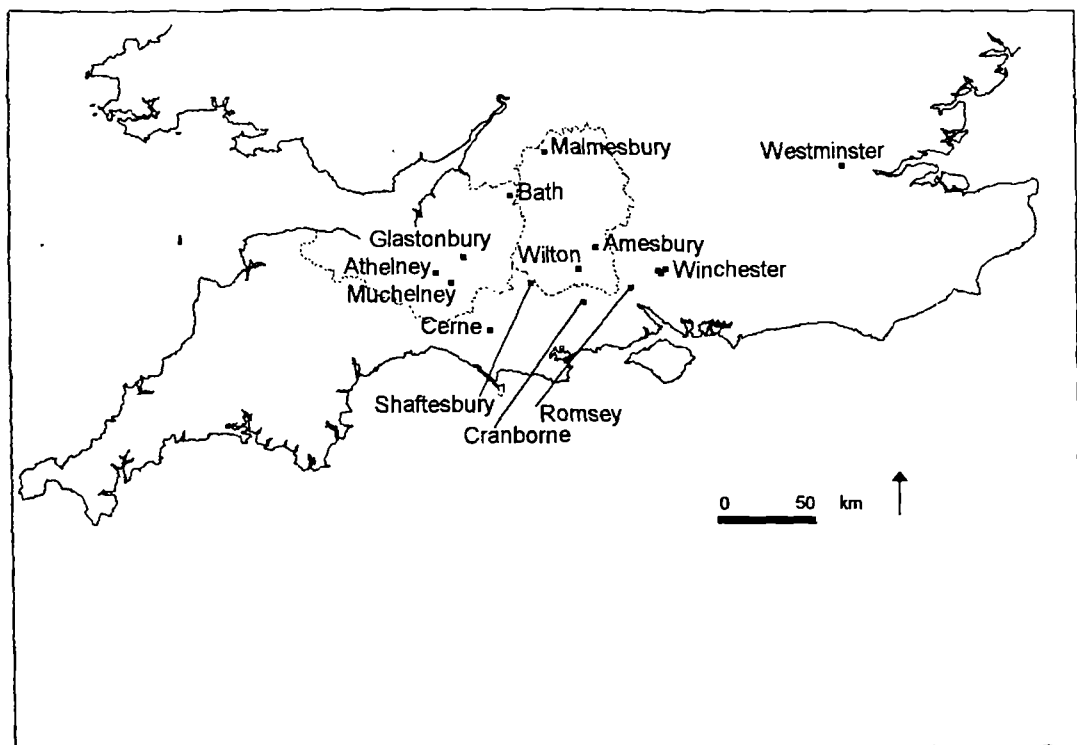 Malmesbury
Westminster
Bath
Glastonbury
Wilton
Amesbury
Athelney
Winchester
Muchelney
Cerne
Shaftesbury
Romsey
Cranborne
0 50 km